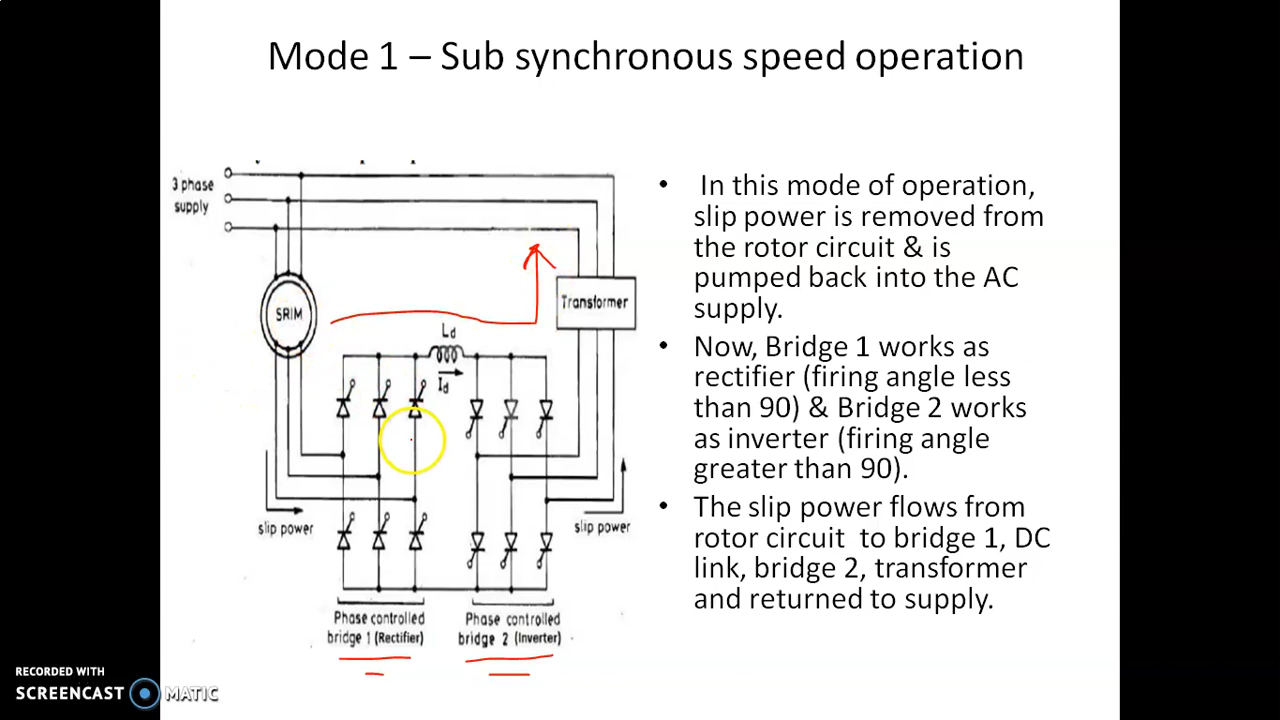 Mode 1 – Sub synchronous speed operation
3 phase
supply
SRIM
Transformer
Ld
Id
slip power
slip power
Phase controlled
bridge 1 (Rectifier)
Phase controlled
bridge 2 (Inverter)
• In this mode of operation,
slip power is removed from
the rotor circuit & is
pumped back into the AC
supply.
• Now, Bridge 1 works as
rectifier (firing angle less
than 90) & Bridge 2 works
as inverter (firing angle
greater than 90).
• The slip power flows from
rotor circuit to bridge 1, DC
link, bridge 2, transformer
and returned to supply.
RECORDED WITH
SCREENCAST MATIC